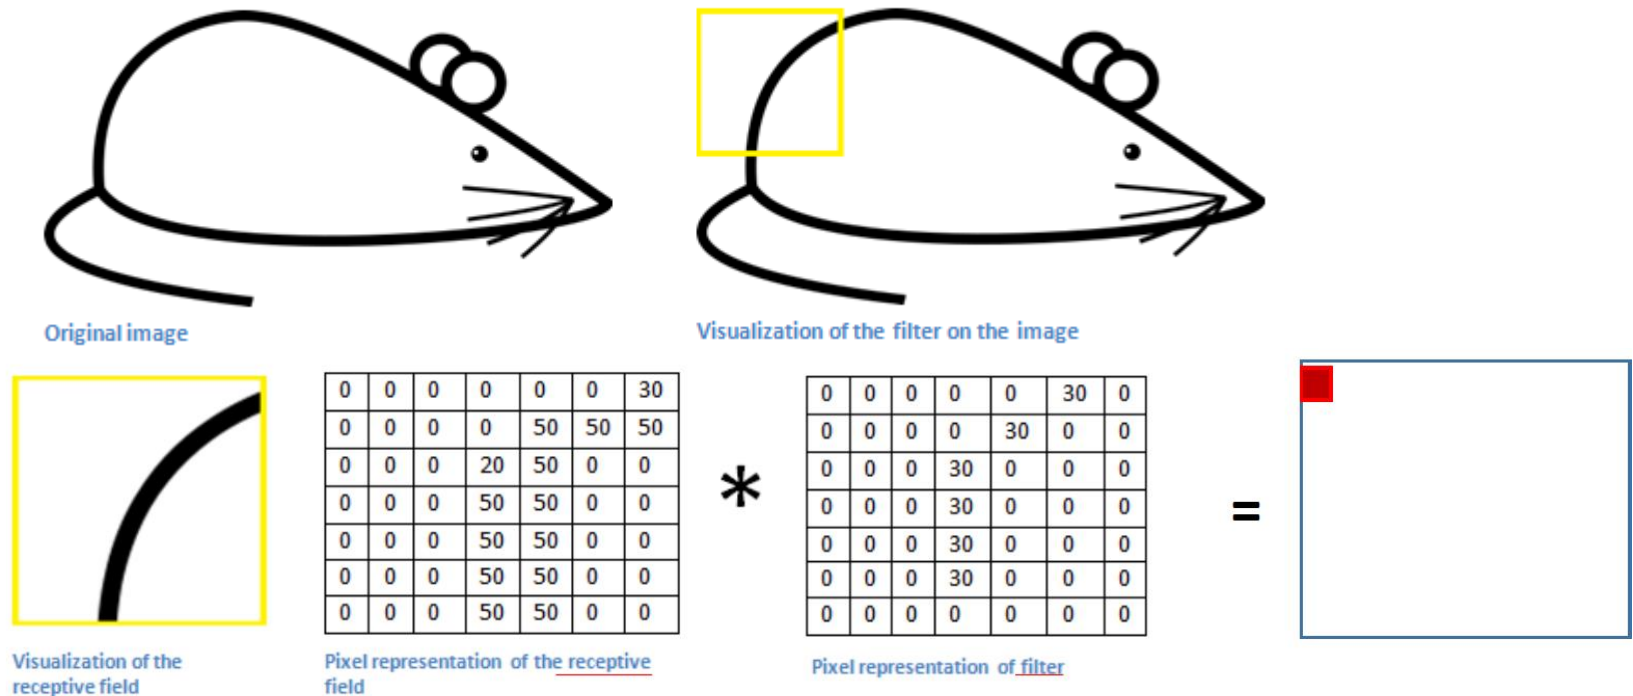 Original image
Visualization of the filter on the image
0 0 0 0 0 0 30
0 0 0 0 50 50 50
0 0 0 20 50 0 0
0 0 0 50 50 0 0
0 0 0 50 50 0 0
0 0 0 50 50 0 0
0 0 0 50 50 0 0
*
0 0 0 0 0 30 0
0 0 0 0 30 0 0
0 0 0 30 0 0 0
0 0 0 30 0 0 0
0 0 0 30 0 0 0
0 0 0 30 0 0 0
0 0 0 0 0 0 0
=
Visualization of the
receptive field
Pixel representation of the receptive
field
Pixel representation of filter